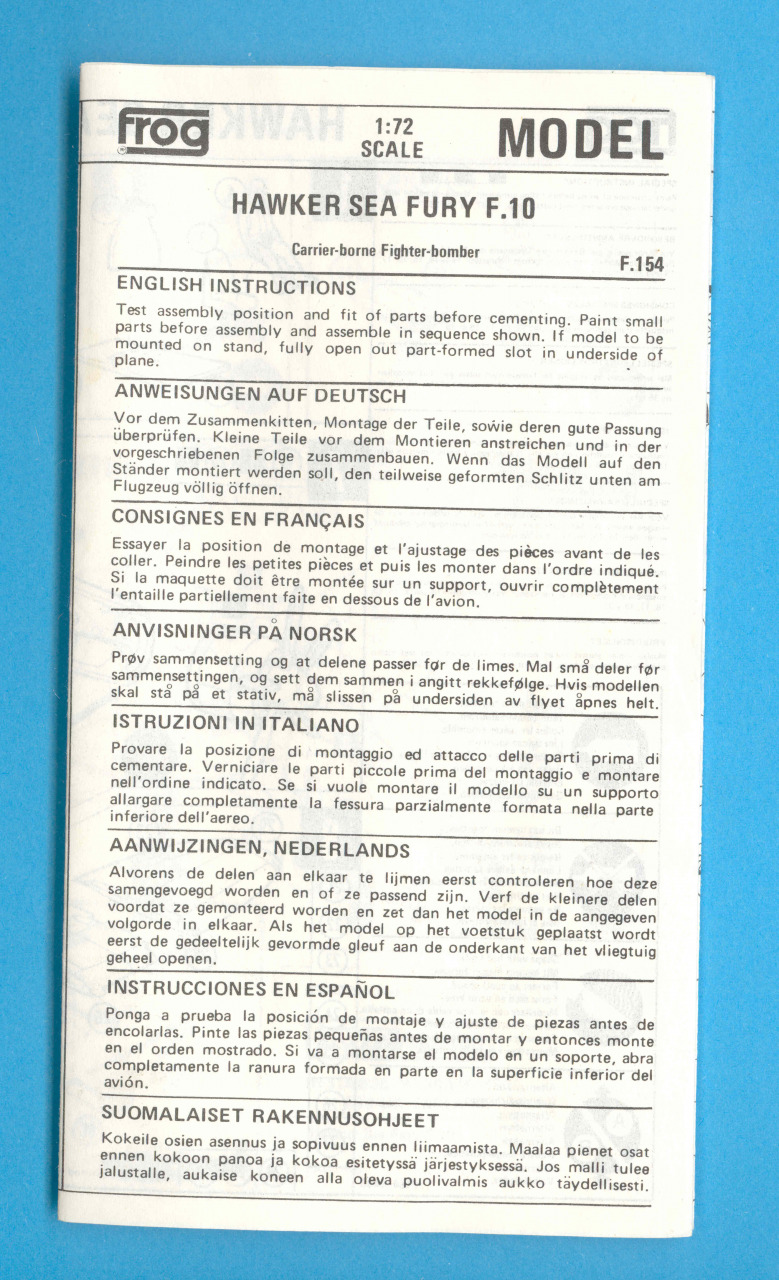 frog
1:72
SCALE
MODEL
HAWKER SEA FURY F.10
Carrier-borne Fighter-bomber
F.154
ENGLISH INSTRUCTIONS
Test assembly position and fit of parts before cementing. Paint small
parts before assembly and assemble in sequence shown. If model to be
mounted on stand, fully open out part-formed slot in underside of
plane.
ANWEISUNGEN AUF DEUTSCH
Vor dem Zusammenkitten, Montage der Teile, sowie deren gute Passung
überprüfen. Kleine Teile vor dem Montieren anstreichen und in der
vorgeschriebenen Folge zusammenbauen. Wenn das Modell auf den
Ständer montiert werden soll, den teilweise geformten Schlitz unten am
Flugzeug völlig öffnen.
CONSIGNES EN FRANÇAIS
Essayer la position de montage et l'ajustage des pièces avant de les
coller. Peindre les petites pièces et puis les monter dans l'ordre indiqué.
Si la maquette doit être montée sur un support, ouvrir complètement
l'entaille partiellement faite en dessous de l'avion.
ANVISNINGER PÅ NORSK
Prøv sammensetting og at delene passer før de limes. Mal små deler før
sammensettingen, og sett dem sammen i angitt rekkefølge. Hvis modellen
skal stå på et stativ, må slissen på undersiden av flyet åpnes helt.
ISTRUZIONI IN ITALIANO
Provare la posizione di montaggio ed attacco delle parti prima di
cementare. Verniciare le parti piccole prima del montaggio e montare
nell'ordine indicato. Se si vuole montare il modello su un supporto
allargare completamente la fessura parzialmente formata nella parte
inferiore dell'aereo.
AANWIJZINGEN, NEDERLANDS
Alvorens de delen aan elkaar te lijmen eerst controleren hoe deze
samengevoegd worden en of ze passend zijn. Verf de kleinere delen
voordat ze gemonteerd worden en zet dan het model in de aangegeven
volgorde in elkaar. Als het model op het voetstuk geplaatst wordt
eerst de gedeeltelijk gevormde gleuf aan de onderkant van het vliegtuig
geheel openen.
INSTRUCCIONES EN ESPAÑOL
Ponga a prueba la posición de montaje y ajuste de piezas antes de
encolarlas. Pinte las piezas pequeñas antes de montar y entonces monte
en el orden mostrado. Si va a montarse el modelo en un soporte, abra
completamente la ranura formada en parte en la superficie inferior del
avión.
SUOMALAISET RAKENNUSOHJEET
Kokeile osien asennus ja sopivuus ennen liimaamista. Maalaa pienet osat
ennen kokoon panoa ja kokoa esitetyssä järjestyksessä. Jos malli tulee
jalustalle, aukaise koneen alla oleva puolivalmis aukko täydellisesti.